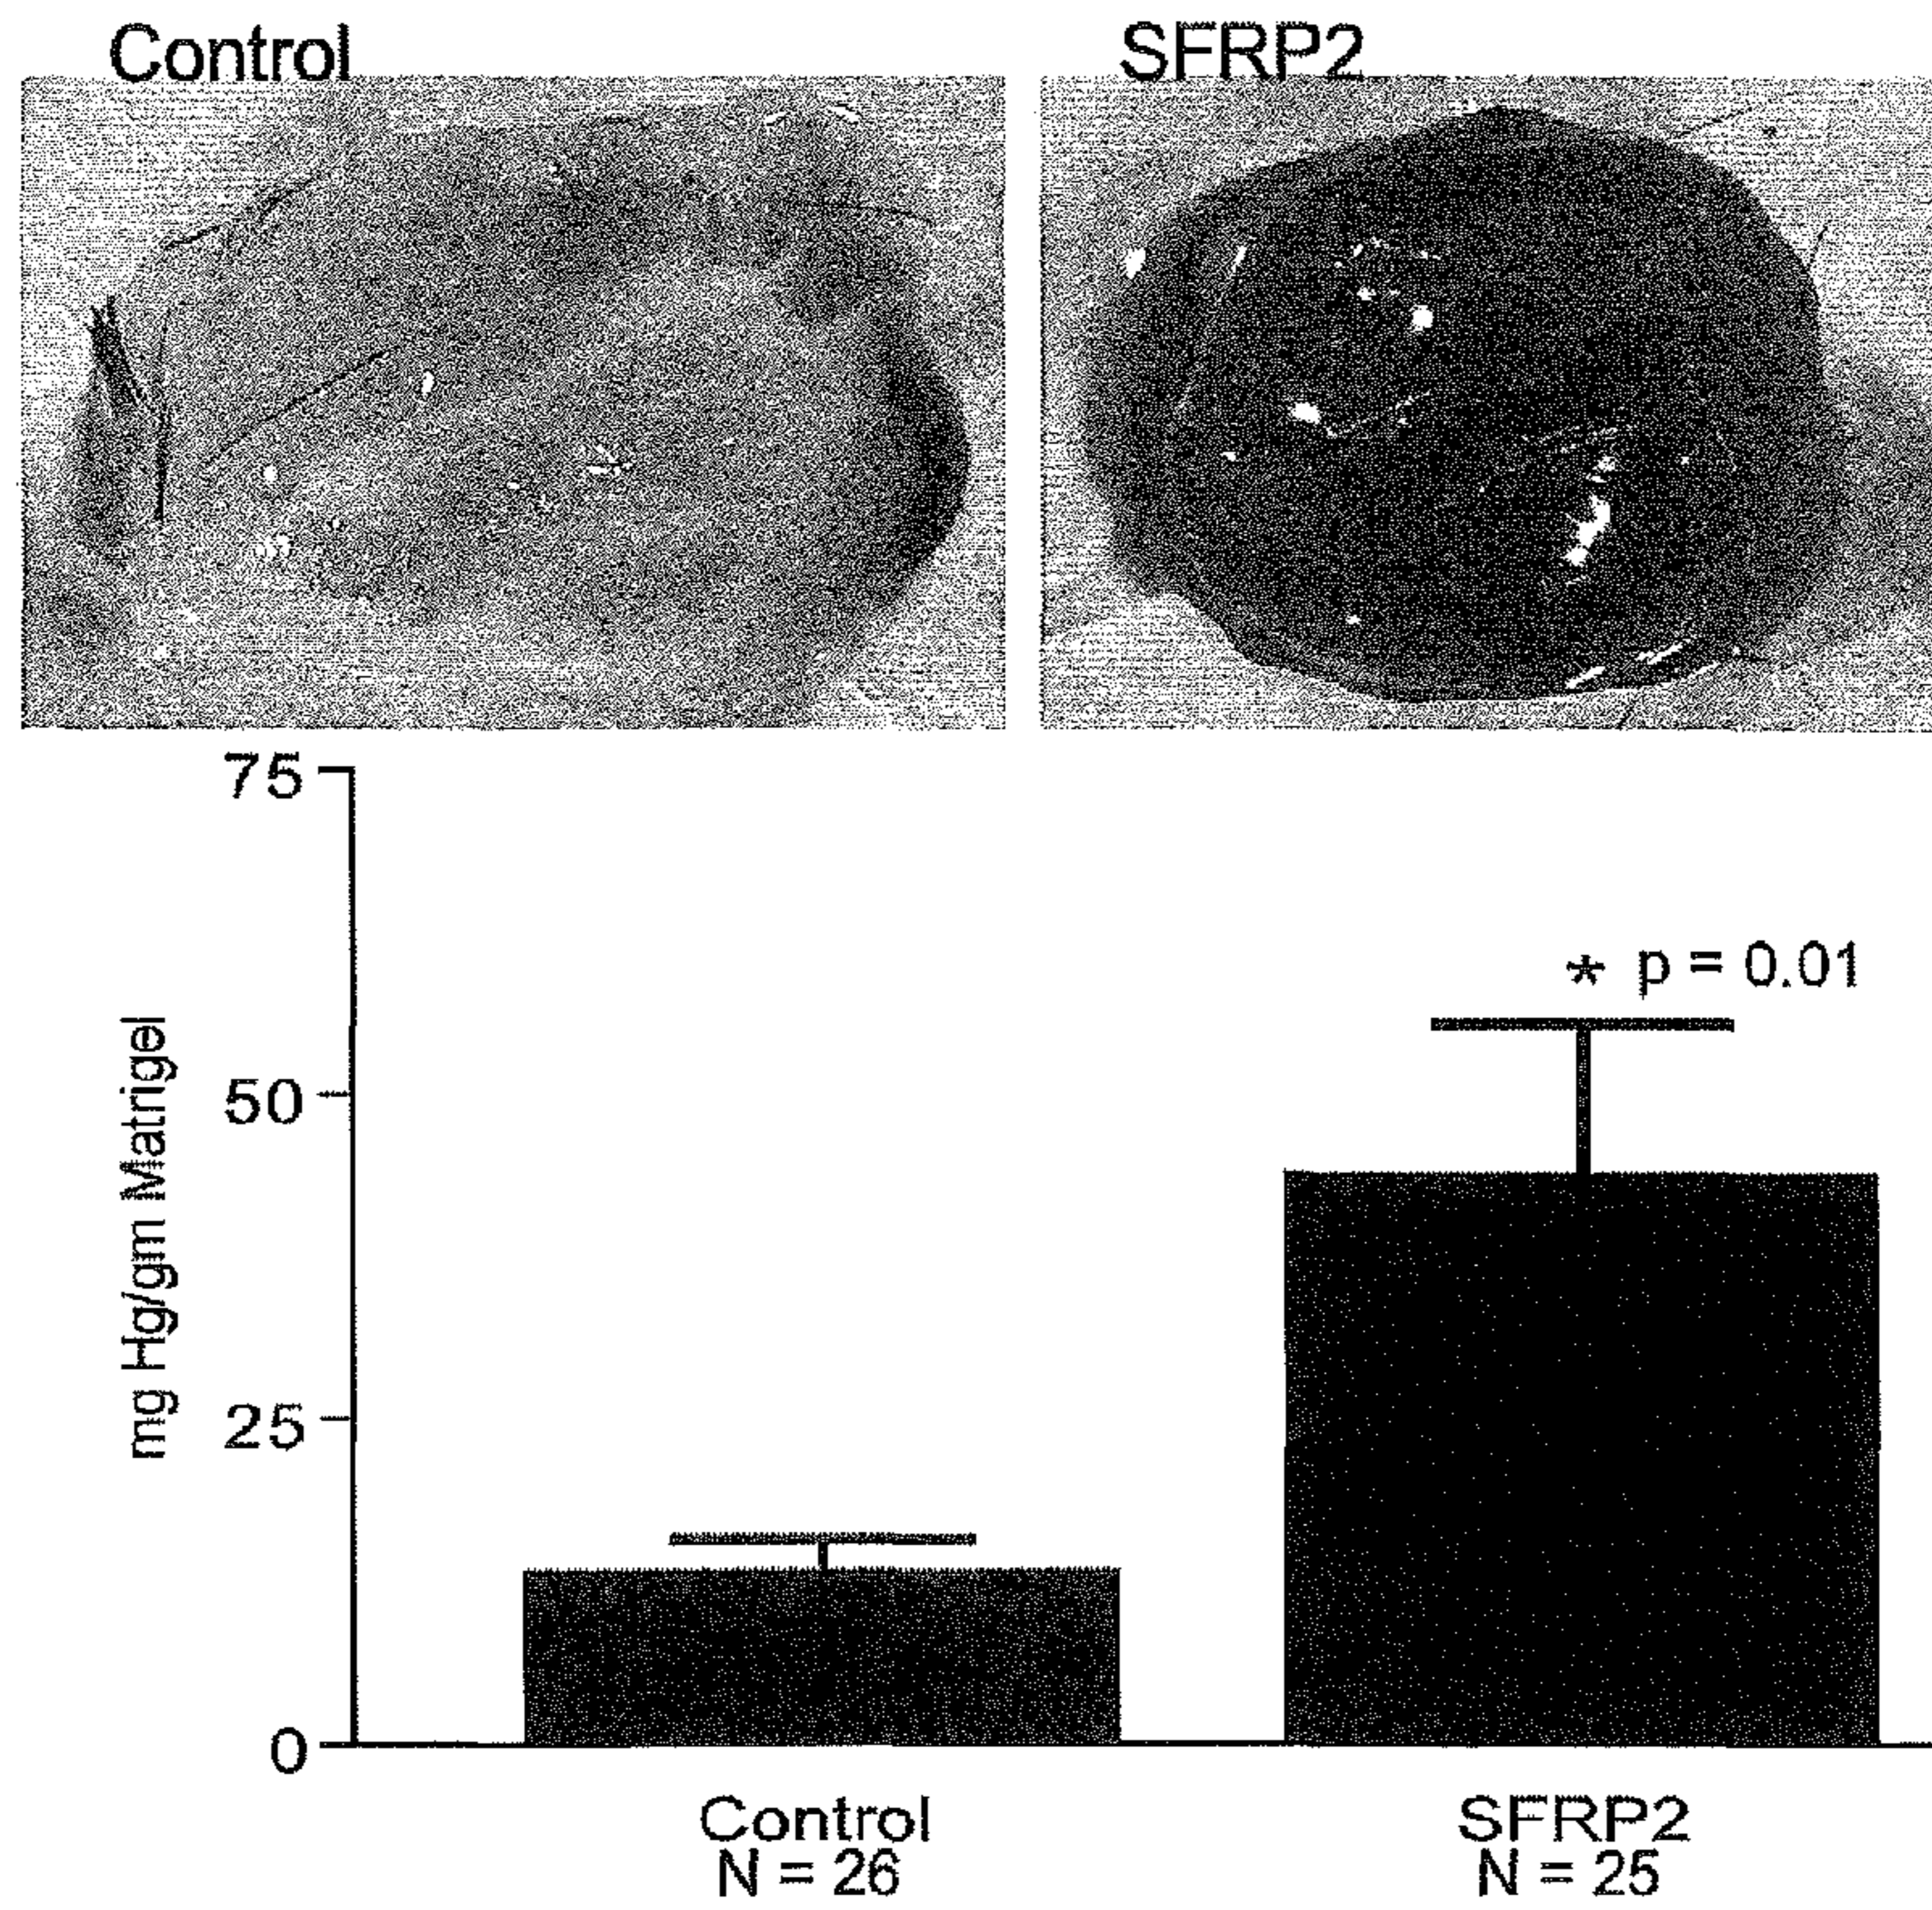 Control
SFRP2
75
50
25
0
mg Hg/gm Matrigel
* p = 0.01
Control
N = 26
SFRP2
N = 25